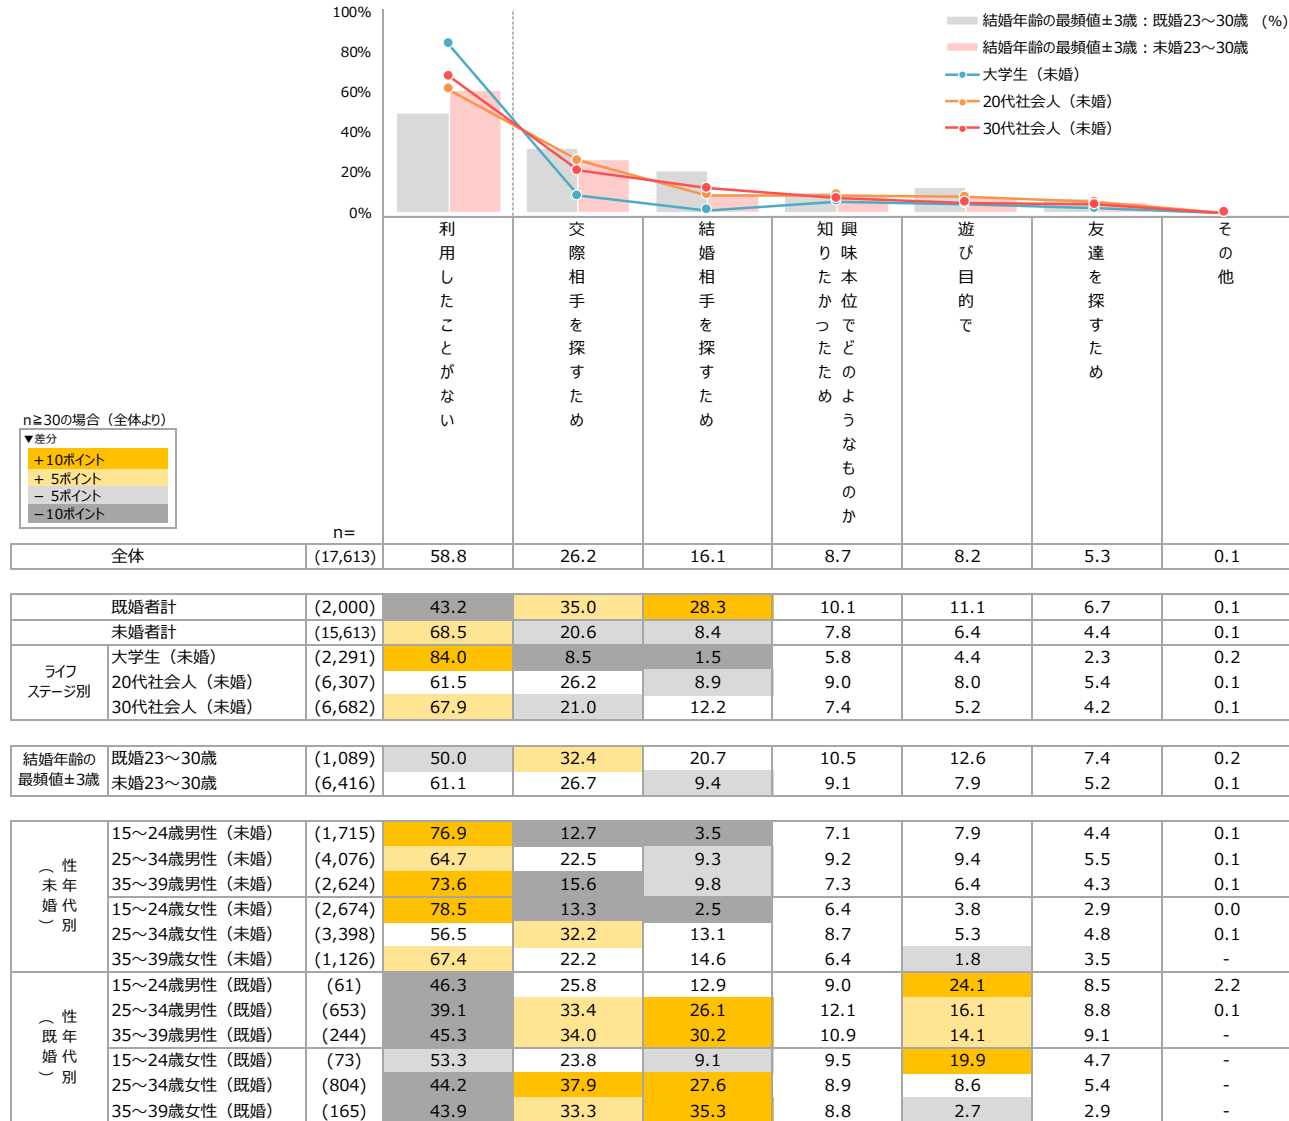 100%
80%
60%
40%
20%
0%
結婚年齢の最頻値±3歳：既婚23～30歳 (%)
結婚年齢の最頻値±3歳：未婚23～30歳
大学生（未婚）
20代社会人（未婚）
30代社会人（未婚）
利用したことがない
交際相手を探すため
結婚相手を探すため
興味本位でどのようなものか
知りたかったため
遊び目的で
友達を探すため
その他
n≧30の場合（全体より）
▼差分
+10ポイント
+ 5ポイント
− 5ポイント
−10ポイント
n=
全体 (17,613) 58.8 26.2 16.1 8.7 8.2 5.3 0.1
既婚者計 (2,000) 43.2 35.0 28.3 10.1 11.1 6.7 0.1
未婚者計 (15,613) 68.5 20.6 8.4 7.8 6.4 4.4 0.1
ライフ
ステージ別
大学生（未婚） (2,291) 84.0 8.5 1.5 5.8 4.4 2.3 0.2
20代社会人（未婚） (6,307) 61.5 26.2 8.9 9.0 8.0 5.4 0.1
30代社会人（未婚） (6,682) 67.9 21.0 12.2 7.4 5.2 4.2 0.1
結婚年齢の
最頻値±3歳
既婚23～30歳 (1,089) 50.0 32.4 20.7 10.5 12.6 7.4 0.2
未婚23～30歳 (6,416) 61.1 26.7 9.4 9.1 7.9 5.2 0.1
性年代別
（未婚）
15～24歳男性（未婚） (1,715) 76.9 12.7 3.5 7.1 7.9 4.4 0.1
25～34歳男性（未婚） (4,076) 64.7 22.5 9.3 9.2 9.4 5.5 0.1
35～39歳男性（未婚） (2,624) 73.6 15.6 9.8 7.3 6.4 4.3 0.1
15～24歳女性（未婚） (2,674) 78.5 13.3 2.5 6.4 3.8 2.9 0.0
25～34歳女性（未婚） (3,398) 56.5 32.2 13.1 8.7 5.3 4.8 0.1
35～39歳女性（未婚） (1,126) 67.4 22.2 14.6 6.4 1.8 3.5 -
性年代別
（既婚）
15～24歳男性（既婚） (61) 46.3 25.8 12.9 9.0 24.1 8.5 2.2
25～34歳男性（既婚） (653) 39.1 33.4 26.1 12.1 16.1 8.8 0.1
35～39歳男性（既婚） (244) 45.3 34.0 30.2 10.9 14.1 9.1 -
15～24歳女性（既婚） (73) 53.3 23.8 9.1 9.5 19.9 4.7 -
25～34歳女性（既婚） (804) 44.2 37.9 27.6 8.9 8.6 5.4 -
35～39歳女性（既婚） (165) 43.9 33.3 35.3 8.8 2.7 2.9 -